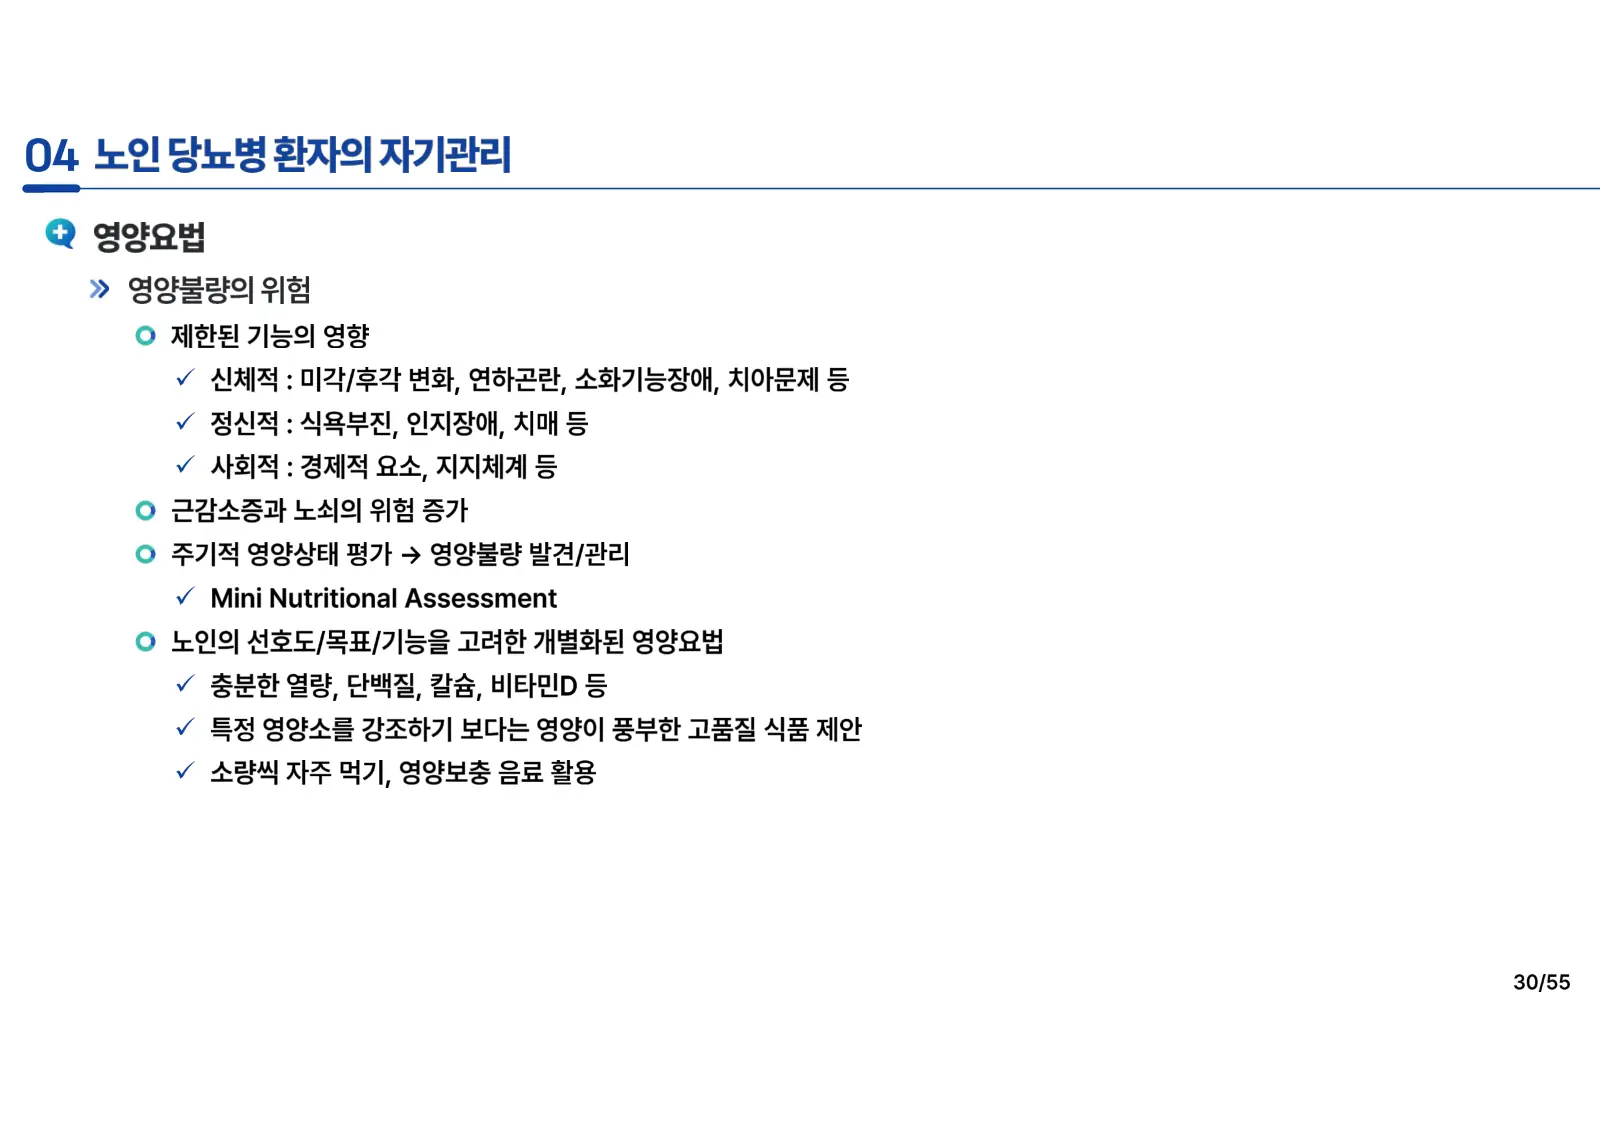 04 노인 당뇨병 환자의 자기관리
영양요법
영양불량의 위험
제한된 기능의 영향
신체적 : 미각/후각 변화, 연하곤란, 소화기능장애, 치아문제 등
정신적 : 식욕부진, 인지장애, 치매 등
사회적 : 경제적 요소, 지지체계 등
근감소증과 노쇠의 위험 증가
주기적 영양상태 평가 → 영양불량 발견/관리
Mini Nutritional Assessment
노인의 선호도/목표/기능을 고려한 개별화된 영양요법
충분한 열량, 단백질, 칼슘, 비타민D 등
특정 영양소를 강조하기 보다는 영양이 풍부한 고품질 식품 제안
소량씩 자주 먹기, 영양보충 음료 활용
30/55